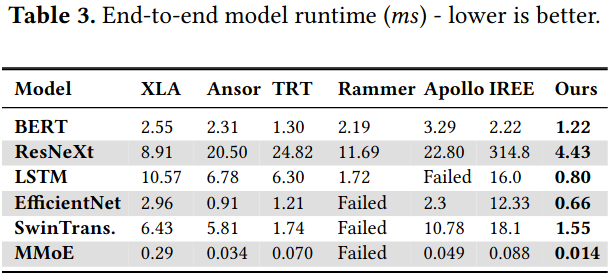 Table 3. End-to-end model runtime (ms) - lower is better.
Model XLA Ansor TRT Rammer Apollo IREE Ours
BERT 2.55 2.31 1.30 2.19 3.29 2.22 1.22
ResNeXt 8.91 20.50 24.82 11.69 22.80 314.8 4.43
LSTM 10.57 6.78 6.30 1.72 Failed 16.0 0.80
EfficientNet 2.96 0.91 1.21 Failed 2.3 12.33 0.66
SwinTrans. 6.43 5.81 1.74 Failed 10.78 18.1 1.55
MMoE 0.29 0.034 0.070 Failed 0.049 0.088 0.014